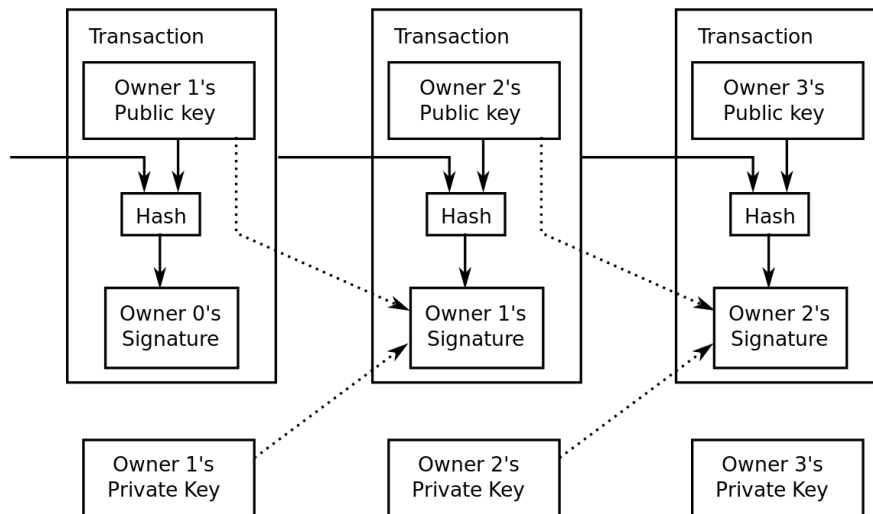 Transaction
Owner 1's
Public key
Hash
Owner 0's
Signature
Transaction
Owner 2's
Public key
Hash
Owner 1's
Signature
Transaction
Owner 3's
Public key
Hash
Owner 2's
Signature
Owner 1's
Private Key
Owner 2's
Private Key
Owner 3's
Private Key